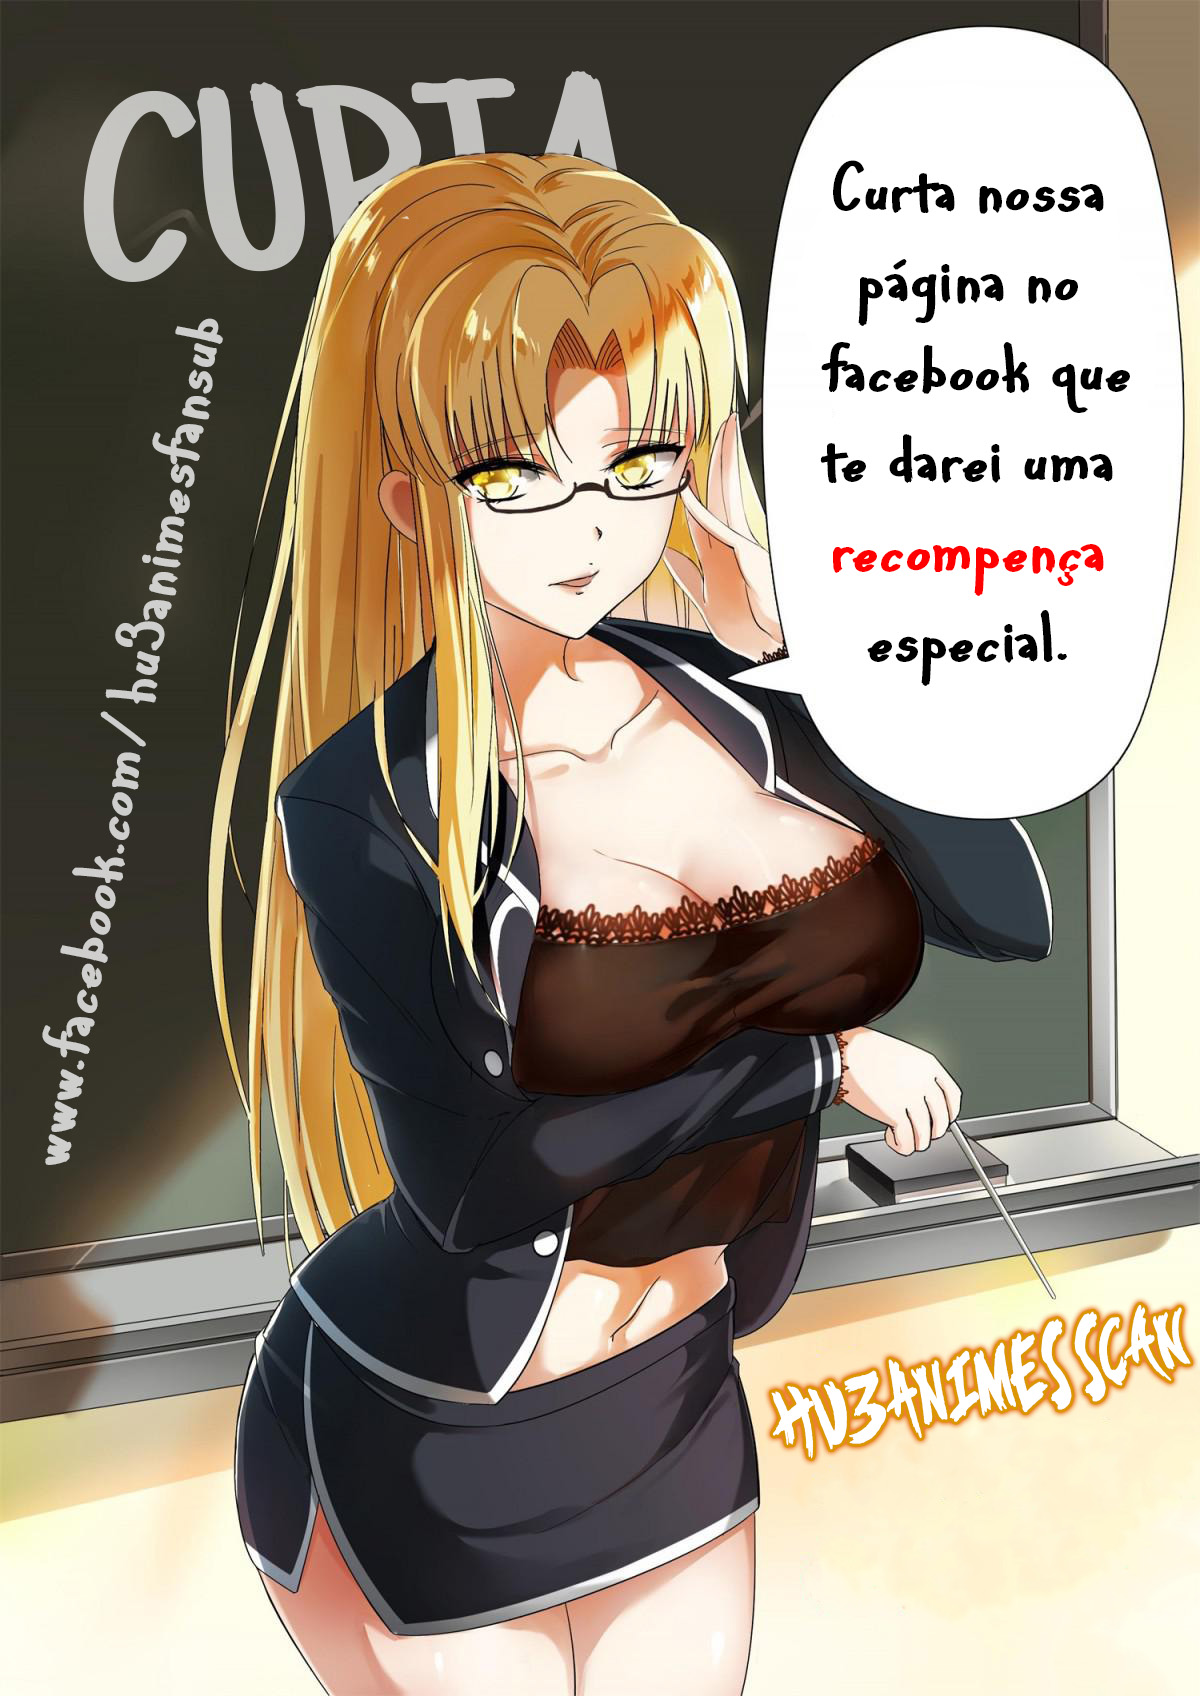 CURTA
www.facebook.com/hu3animesfansub
Curta nossa
página no
facebook que
te darei uma
recompença
especial.
HU3ANIMES SCAN